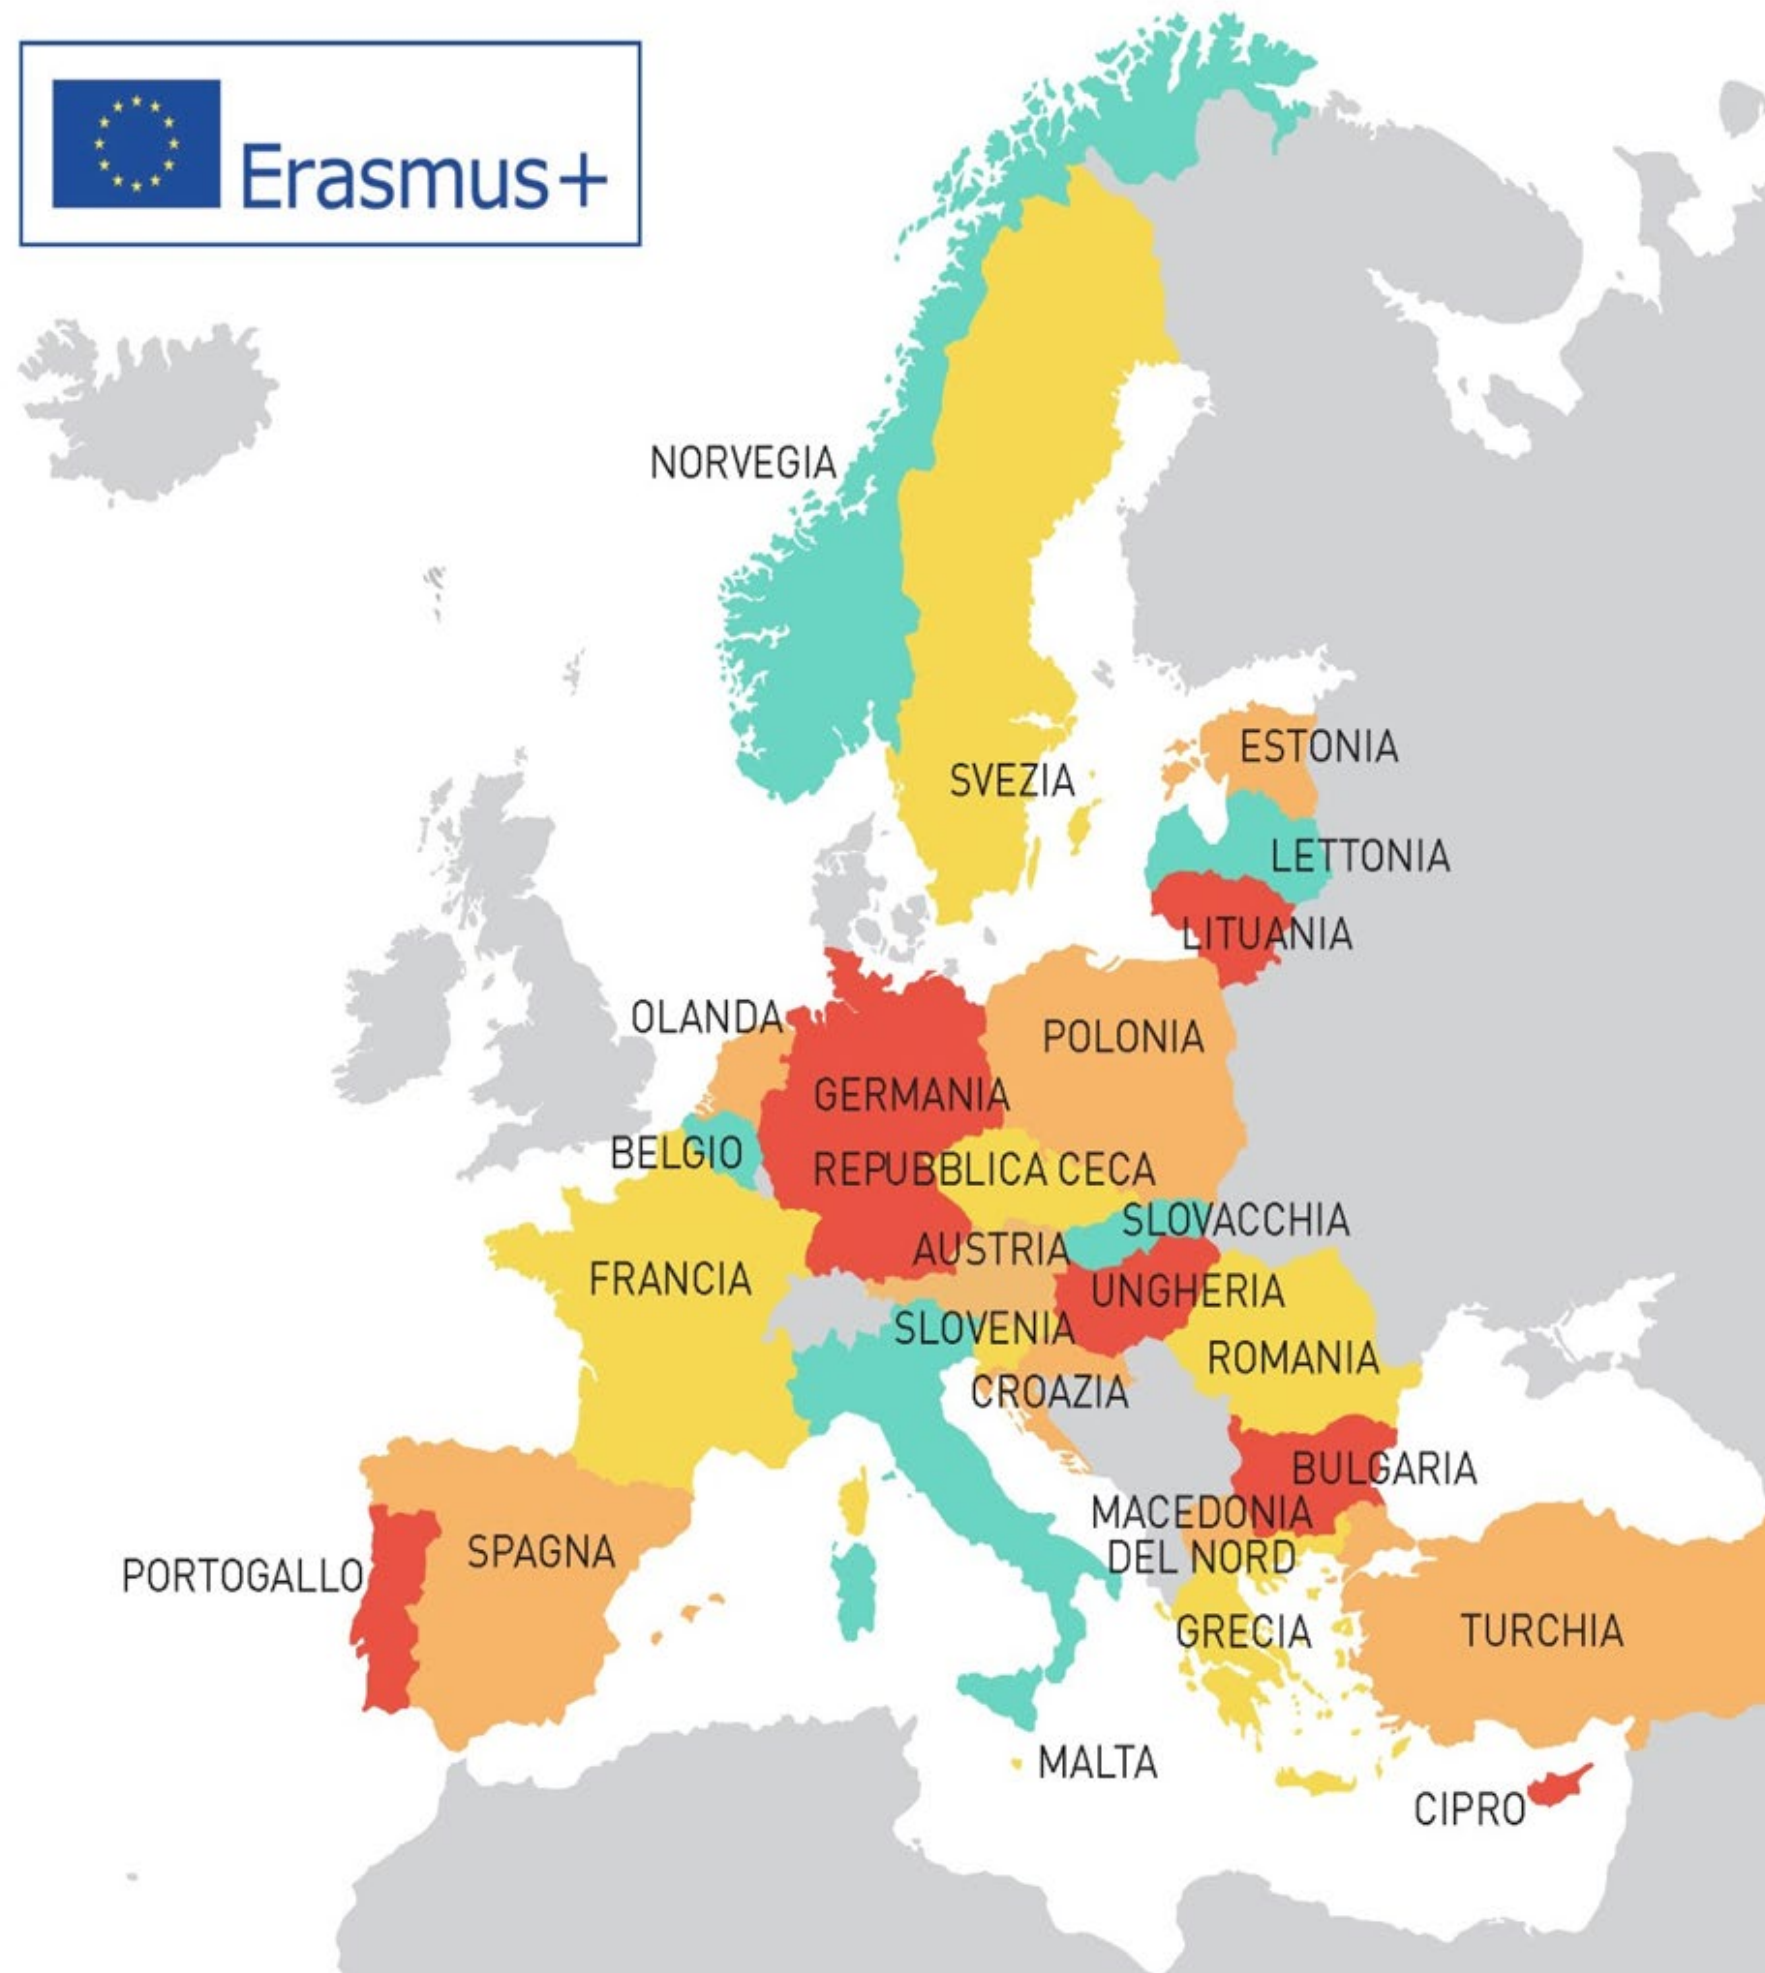 Erasmus+
NORVEGIA
SVEZIA
ESTONIA
LETTONIA
LITUANIA
OLANDA
POLONIA
GERMANIA
BELGIO
REPUBBLICA CECA
SLOVACCHIA
AUSTRIA
FRANCIA
UNGHERIA
SLOVENIA
ROMANIA
CROAZIA
BULGARIA
MACEDONIA
DEL NORD
SPAGNA
PORTOGALLO
GRECIA
TURCHIA
MALTA
CIPRO